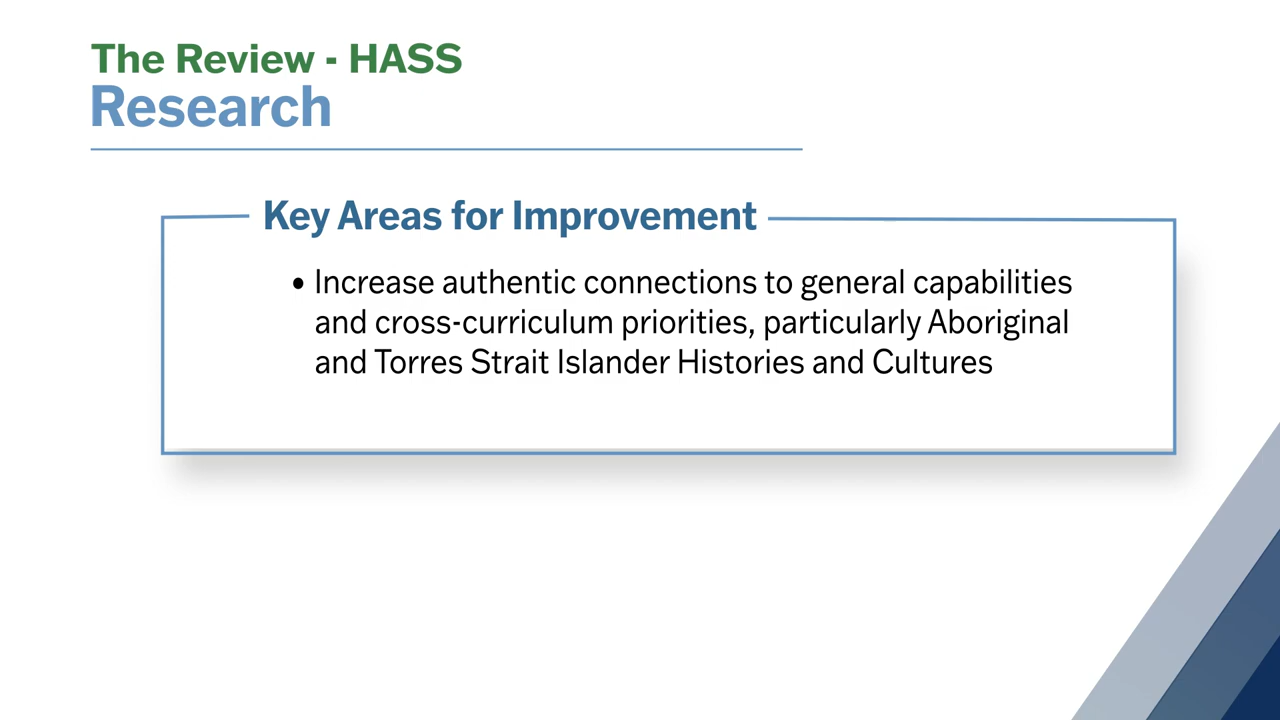 The Review - HASS
Research
Key Areas for Improvement
• Increase authentic connections to general capabilities
and cross-curriculum priorities, particularly Aboriginal
and Torres Strait Islander Histories and Cultures